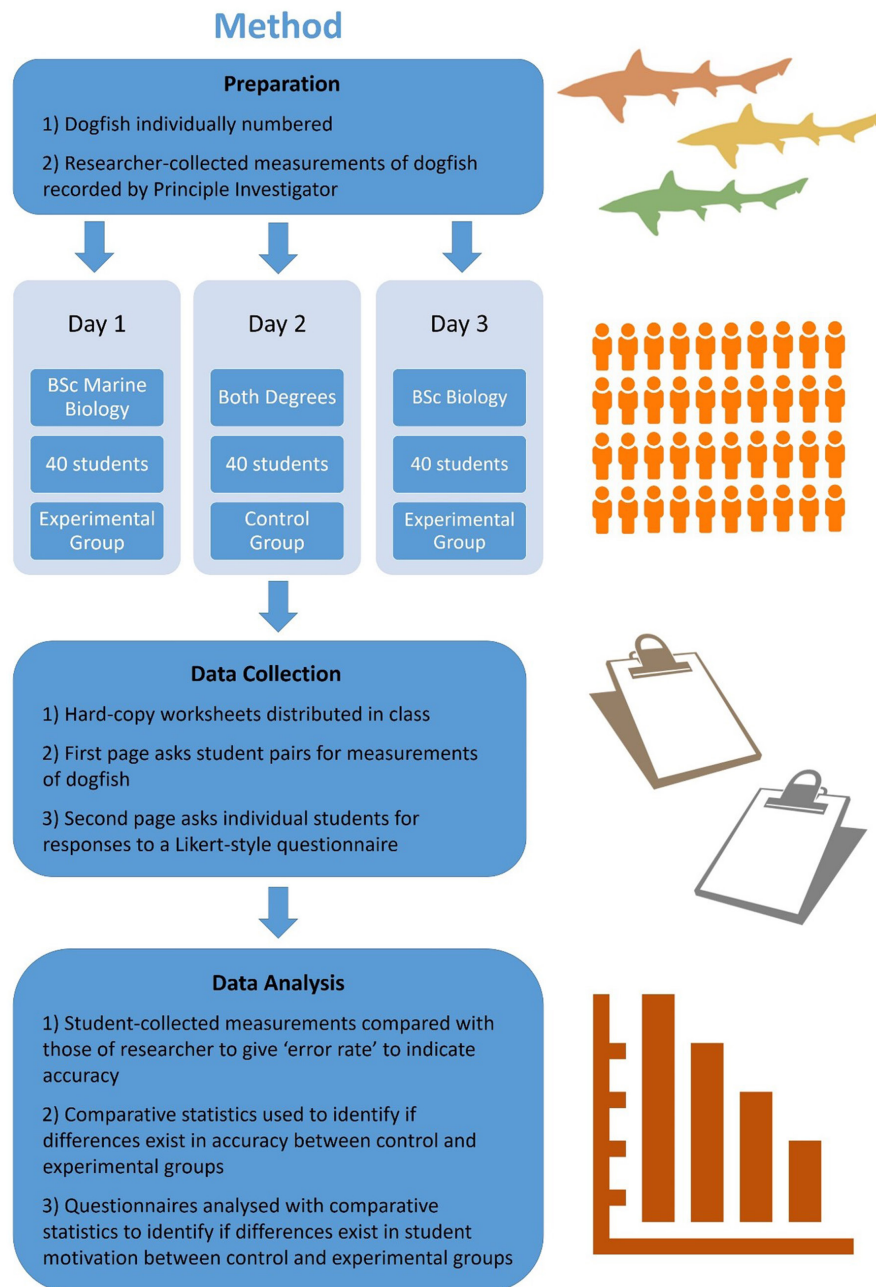 Method
Preparation
1) Dogfish individually numbered
2) Researcher-collected measurements of dogfish
recorded by Principle Investigator
Day 1
BSc Marine
Biology
40 students
Experimental
Group
Day 2
Both Degrees
40 students
Control
Group
Day 3
BSc Biology
40 students
Experimental
Group
Data Collection
1) Hard-copy worksheets distributed in class
2) First page asks student pairs for measurements
of dogfish
3) Second page asks individual students for
responses to a Likert-style questionnaire
Data Analysis
1) Student-collected measurements compared with
those of researcher to give ‘error rate’ to indicate
accuracy
2) Comparative statistics used to identify if
differences exist in accuracy between control and
experimental groups
3) Questionnaires analysed with comparative
statistics to identify if differences exist in student
motivation between control and experimental groups